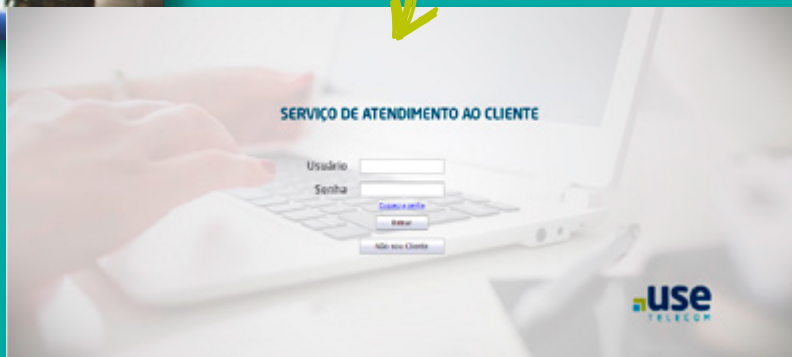 SERVIÇO DE ATENDIMENTO AO CLIENTE
Usuário
Senha
Esqueci a senha
Entrar
Não sou Cliente
use
TELECOM